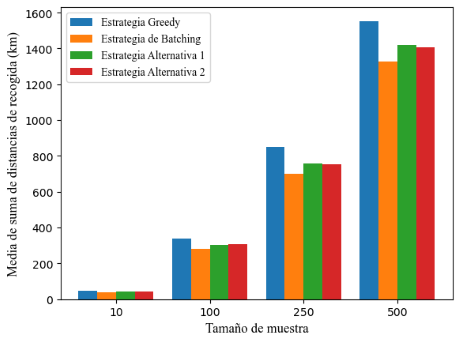 Estrategia Greedy
Estrategia de Batching
Estrategia Alternativa 1
Estrategia Alternativa 2
Media de suma de distancias de recogida (km)
1600
1400
1200
1000
800
600
400
200
0
10 100 250 500
Tamaño de muestra